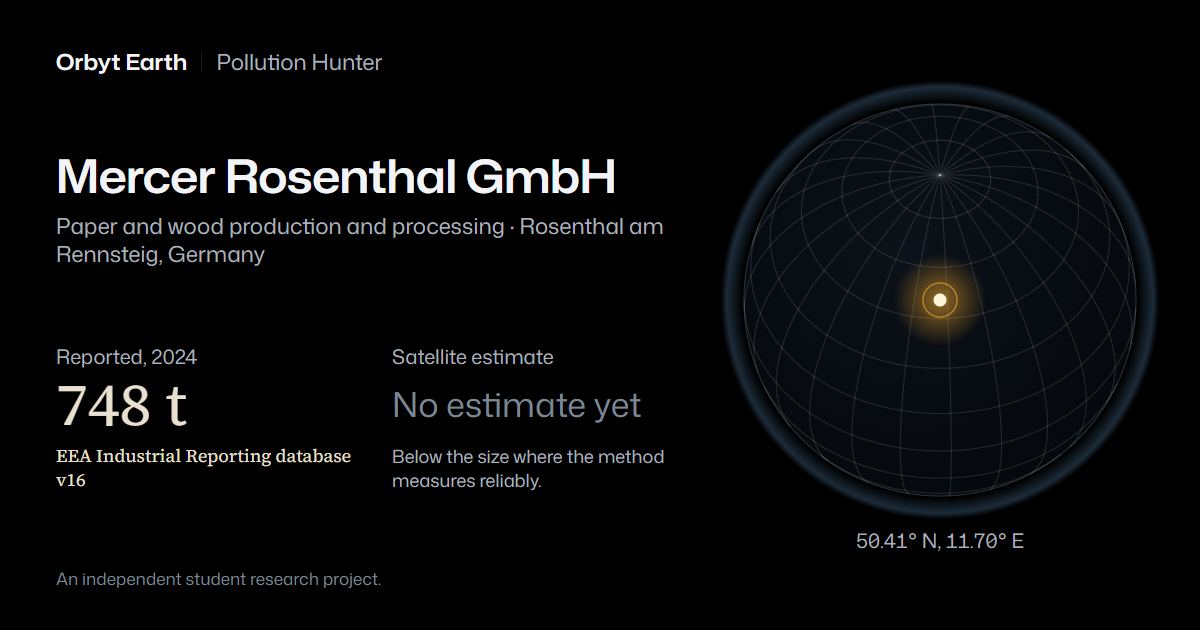 Orbyt Earth | Pollution Hunter
Mercer Rosenthal GmbH
Paper and wood production and processing · Rosenthal am
Rennsteig, Germany
Reported, 2024
748 t
EEA Industrial Reporting database
v16
Satellite estimate
No estimate yet
Below the size where the method
measures reliably.
50.41° N, 11.70° E
An independent student research project.